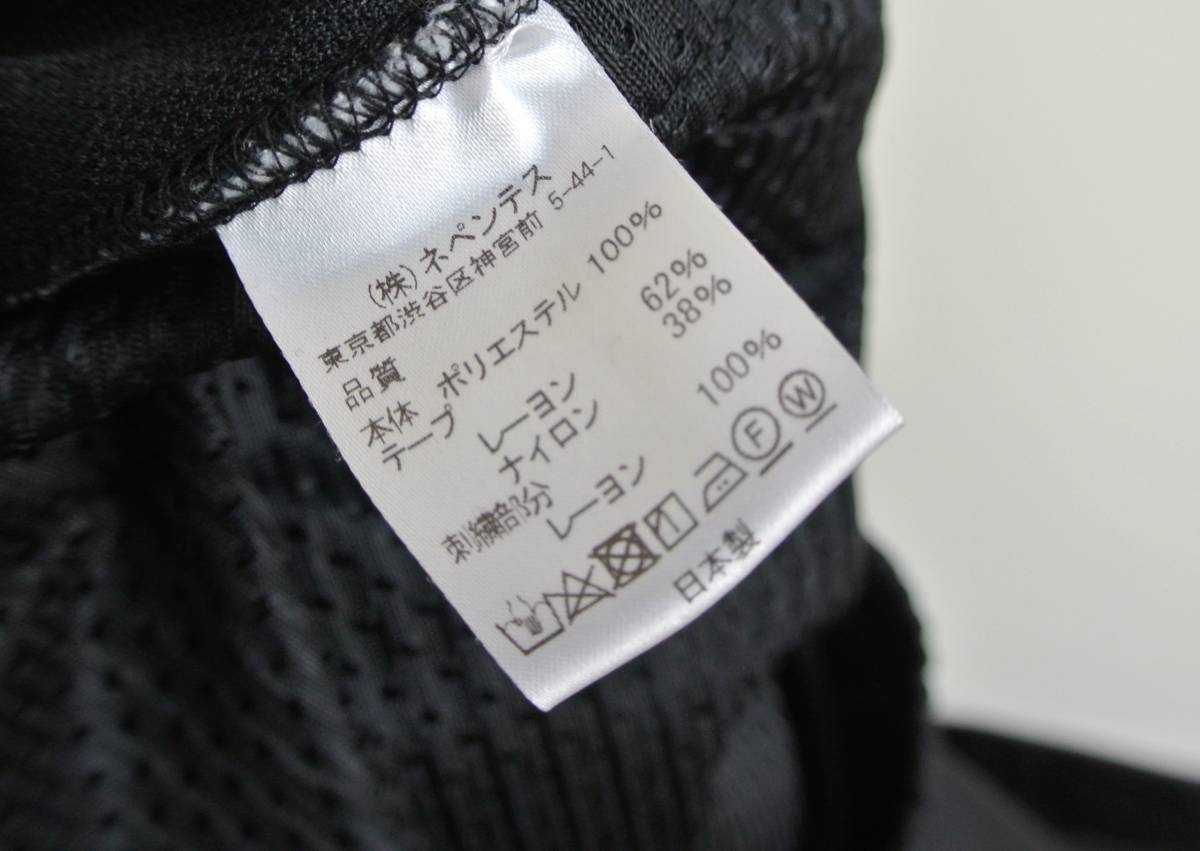 (株)ネペンテス
東京都渋谷区神宮前 5-44-1
品質
本体 ポリエステル 100%
テープ
レーヨン 62%
ナイロン 38%
刺繍部分
レーヨン 100%
F W
日本製